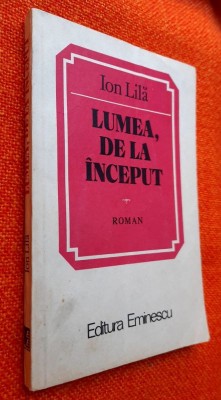 Ion Lilă
LUMEA,
DE LA
ÎNCEPUT
ROMAN
Editura Eminescu